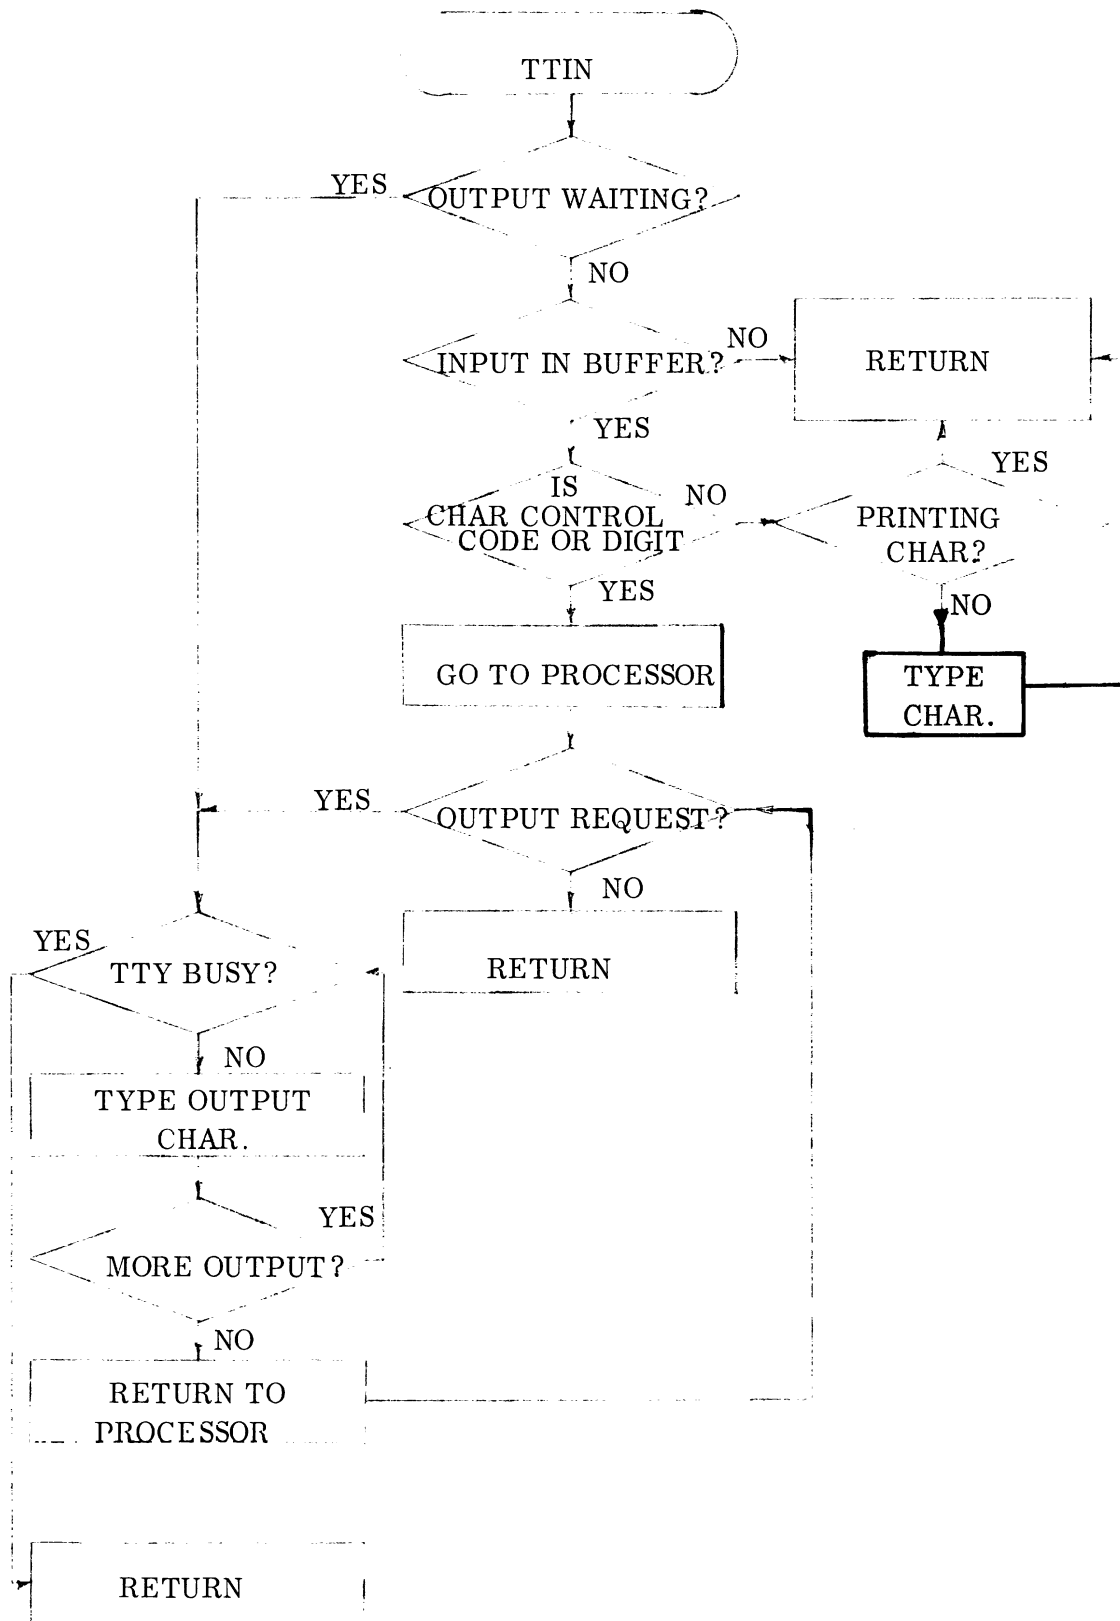 TTIN
YES
OUTPUT WAITING?
NO
INPUT IN BUFFER?
NO
RETURN
YES
IS
CHAR CONTROL
CODE OR DIGIT
NO
YES
PRINTING
CHAR?
YES
NO
GO TO PROCESSOR
TYPE
CHAR.
YES
OUTPUT REQUEST?
NO
RETURN
YES
TTY BUSY?
NO
TYPE OUTPUT
CHAR.
YES
MORE OUTPUT?
NO
RETURN TO
PROCESSOR
RETURN